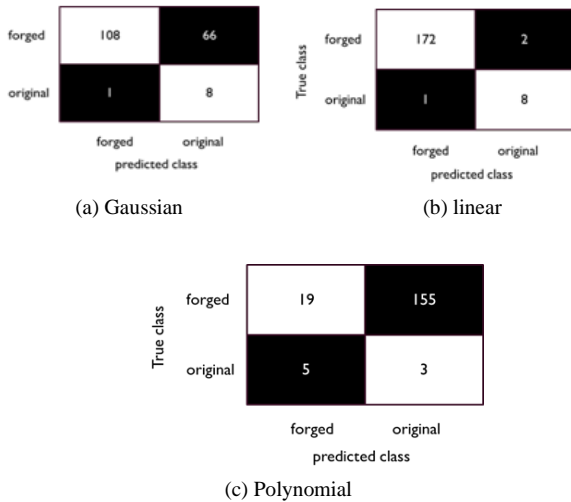 forged 108 66
original 1 8
forged original
predicted class
(a) Gaussian
True class
forged 172 2
original 1 8
forged original
predicted class
(b) linear
True class
forged 19 155
original 5 3
forged original
predicted class
(c) Polynomial